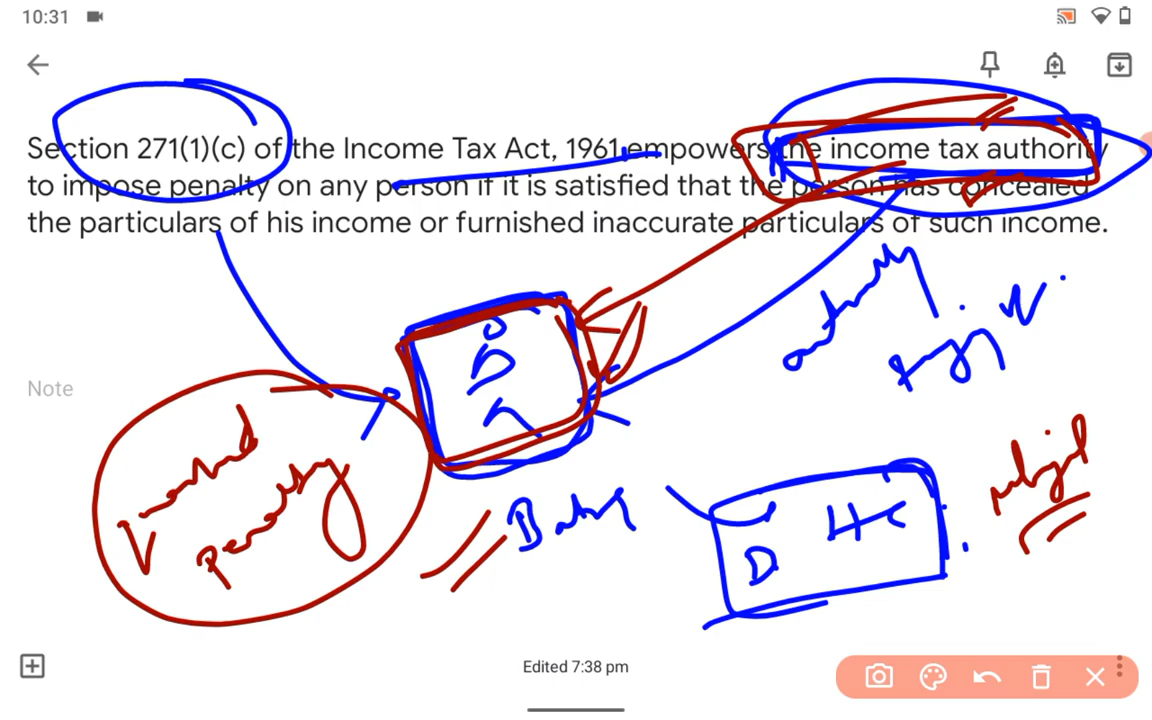 10:31
Section 271(1)(c) of the Income Tax Act, 1961 empowers the income tax authority
to impose penalty on any person if it is satisfied that the person has concealed
the particulars of his income or furnished inaccurate particulars of such income.
Note
penalty
D HC
Edited 7:38 pm